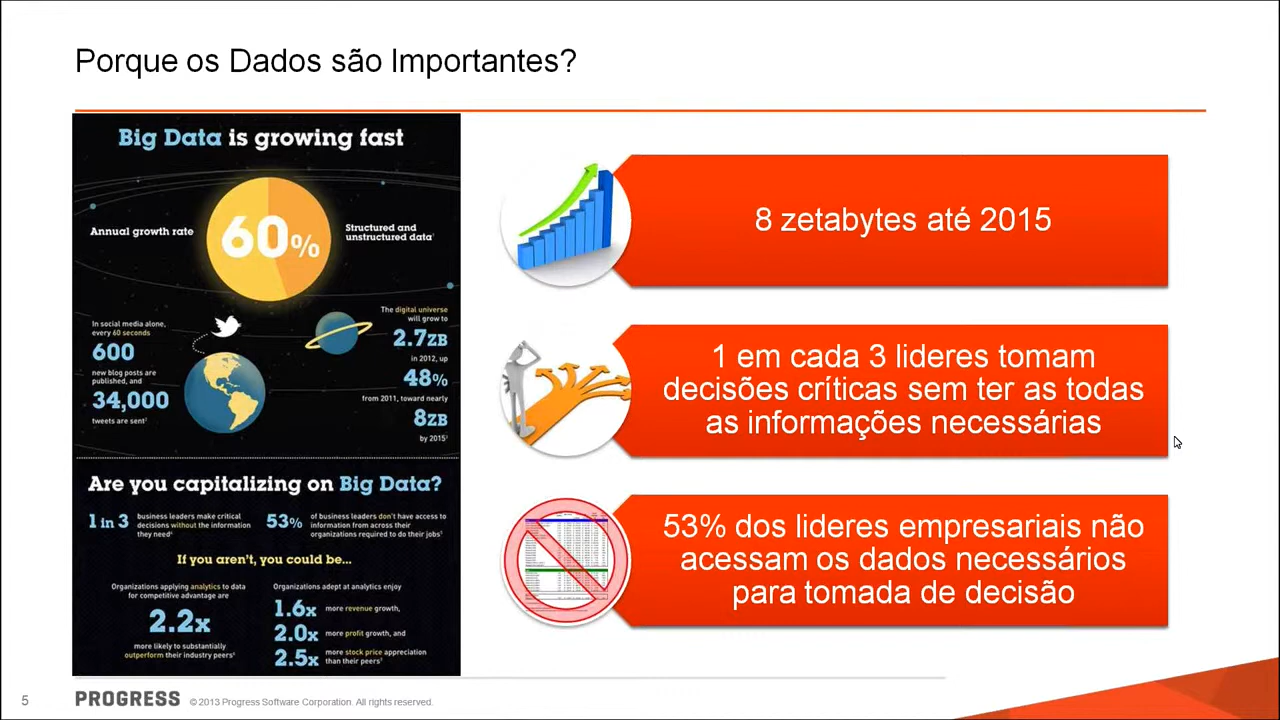 Porque os Dados são Importantes?
Big Data is growing fast
Annual growth rate
60%
Structured and
unstructured data¹
In social media alone,
every 60 seconds
600
new blog posts are
published, and
34,000
tweets are sent²
The digital universe
will grow to
2.7ZB
in 2012, up
48%
from 2011, toward nearly
8ZB
by 2015³
Are you capitalizing on Big Data?
1 in 3
business leaders make critical
decisions without the information
they need⁴
53%
of business leaders don't have access to
information from across their
organizations required to do their jobs⁵
If you aren't, you could be...
Organizations applying analytics to data
for competitive advantage are
2.2x
more likely to substantially
outperform their industry peers⁶
Organizations adept at analytics enjoy
1.6x more revenue growth,
2.0x more profit growth, and
2.5x more stock price appreciation
than their peers⁷
8 zetabytes até 2015
1 em cada 3 lideres tomam
decisões críticas sem ter as todas
as informações necessárias
53% dos lideres empresariais não
acessam os dados necessários
para tomada de decisão
5
PROGRESS
© 2013 Progress Software Corporation. All rights reserved.